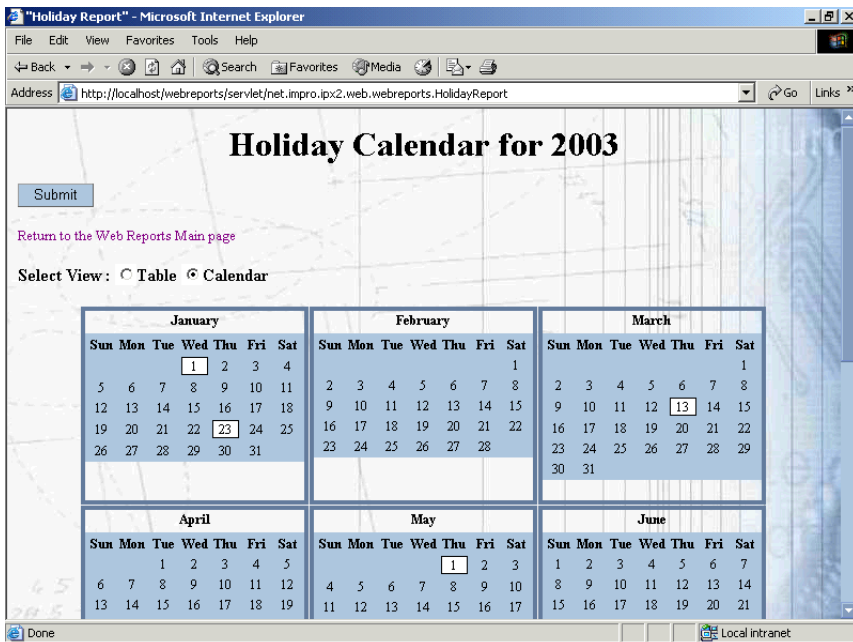 "Holiday Report" - Microsoft Internet Explorer
File Edit View Favorites Tools Help
Back Search Favorites Media
Address http://localhost/webreports/servlet/net.impro.ipx2.web.webreports.HolidayReport Go Links »
Holiday Calendar for 2003
Submit
Return to the Web Reports Main page
Select View : Table Calendar
January February March
Sun Mon Tue Wed Thu Fri Sat Sun Mon Tue Wed Thu Fri Sat Sun Mon Tue Wed Thu Fri Sat
1 2 3 4 1 1
5 6 7 8 9 10 11 2 3 4 5 6 7 8 2 3 4 5 6 7 8
12 13 14 15 16 17 18 9 10 11 12 13 14 15 9 10 11 12 13 14 15
19 20 21 22 23 24 25 16 17 18 19 20 21 22 16 17 18 19 20 21 22
26 27 28 29 30 31 23 24 25 26 27 28 23 24 25 26 27 28 29
30 31
April May June
Sun Mon Tue Wed Thu Fri Sat Sun Mon Tue Wed Thu Fri Sat Sun Mon Tue Wed Thu Fri Sat
1 2 3 4 5 1 2 3 1 2 3 4 5 6 7
6 7 8 9 10 11 12 4 5 6 7 8 9 10 8 9 10 11 12 13 14
13 14 15 16 17 18 19 11 12 13 14 15 16 17 15 16 17 18 19 20 21
Done Local intranet